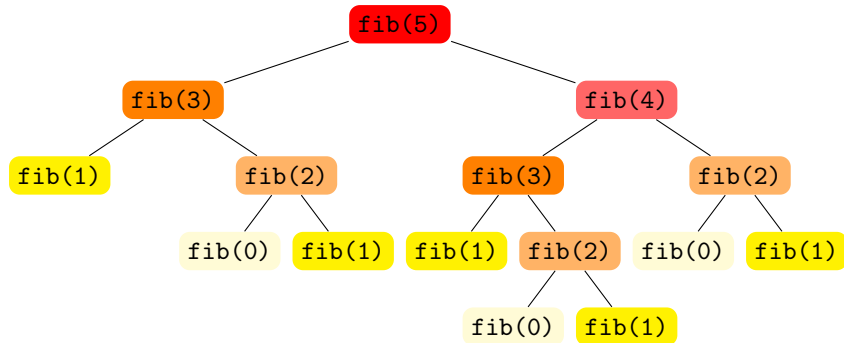 fib(5)
fib(3) fib(4)
fib(1) fib(2) fib(3) fib(2)
fib(0) fib(1) fib(1) fib(2) fib(0) fib(1)
fib(0) fib(1)